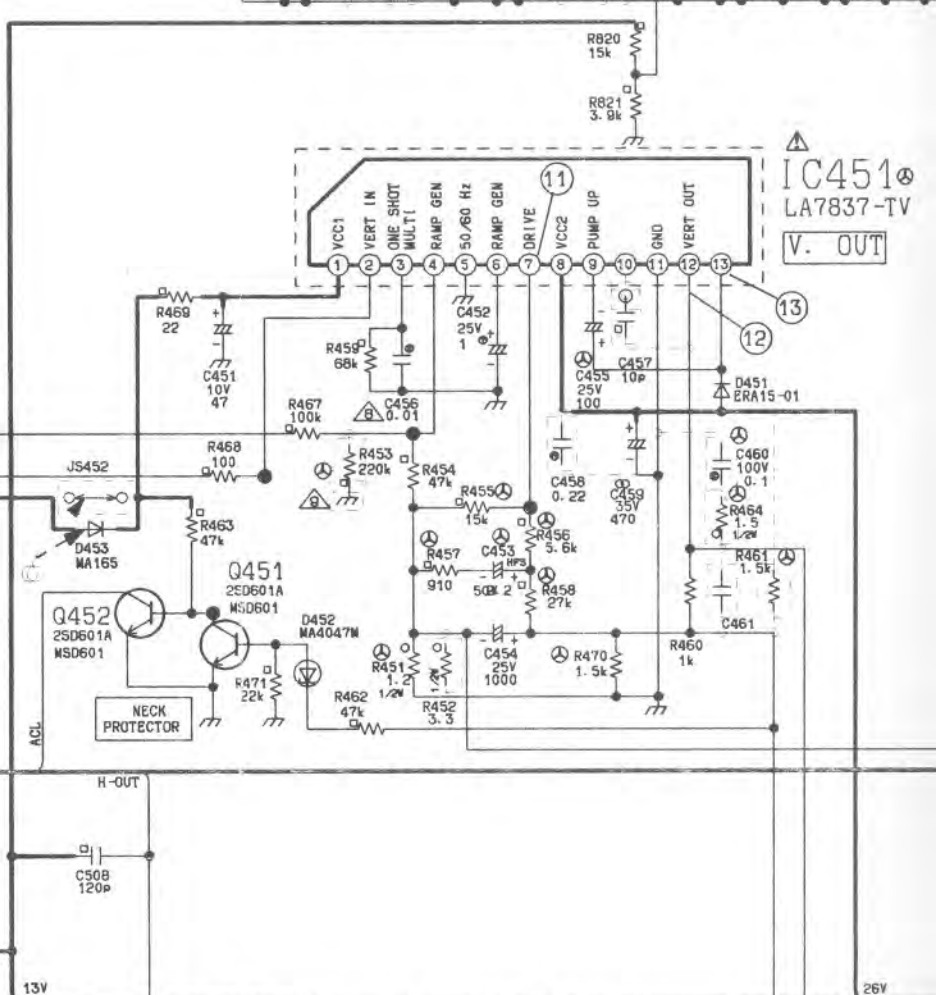 R820
15k
R821
3.9k
IC451
LA7837-TV
V. OUT
11
VCC1
VERT IN
ONE SHOT
MULTI
RAMP GEN
50/60 Hz
RAMP GEN
DRIVE
VCC2
PUMP UP
GND
VERT OUT
1
2
3
4
5
6
7
8
9
10
11
12
13
13
12
R469
22
+
-
C451
10V
47
R459
68k
C456
0.01
C452
25V
1
+
-
+
-
C455
25V
100
C457
10p
D451
ERA15-01
R467
100k
8
R453
220k
8
R468
100
R454
47k
R455
15k
C458
0.22
+
-
C459
35V
470
C460
100V
0.1
R464
1.5
1/2W
JS452
D453
MA165
R463
47k
R457
910
C453
HFS
-
+
R456
5.6k
R461
1.5k
R458
27k
C461
Q452
2SD601A
MSD601
Q451
2SD601A
MSD601
D452
MA4047M
R451
1.2
1/2W
1/2W
R452
3.3
-
+
C454
25V
1000
R470
1.5k
R460
1k
R471
22k
R462
47k
NECK
PROTECTOR
ACL
H-OUT
C508
120p
13V
26V